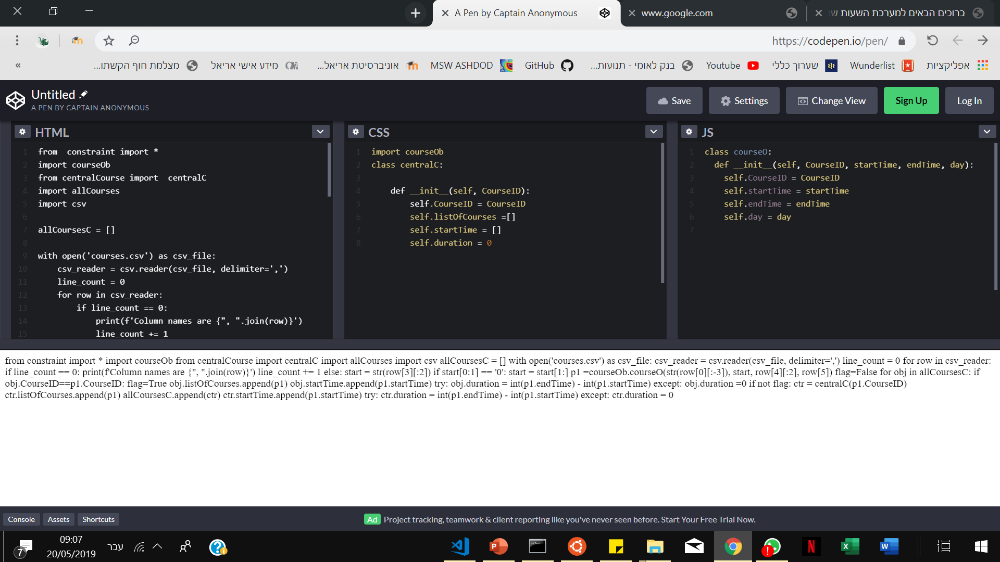 A Pen by Captain Anonymous
www.google.com
ברוכים הבאים למערכת השעות
https://codepen.io/pen/
«
מצלמת חוף הקשתו...
מידע אישי אריאל
אוניברסיטת אריאל...
MSW ASHDOD
GitHub
בנק לאומי - תנועות...
Youtube
שערוך כללי
Wunderlist
אפליקציות
Untitled
A PEN BY CAPTAIN ANONYMOUS
Save
Settings
Change View
Sign Up
Log In
HTML
1 from  constraint import *
2 import courseOb
3 from centralCourse import  centralC
4 import allCourses
5 import csv
6
7 allCoursesC = []
8
9 with open('courses.csv') as csv_file:
10     csv_reader = csv.reader(csv_file, delimiter=',')
11     line_count = 0
12     for row in csv_reader:
13         if line_count == 0:
14             print(f'Column names are {", ".join(row)}')
15             line_count += 1
CSS
1 import courseOb
2 class centralC:
3
4     def __init__(self, CourseID):
5         self.CourseID = CourseID
6         self.listOfCourses =[]
7         self.startTime = []
8         self.duration = 0
JS
1 class courseO:
2   def __init__(self, CourseID, startTime, endTime, day):
3     self.CourseID = CourseID
4     self.startTime = startTime
5     self.endTime = endTime
6     self.day = day
7
from constraint import * import courseOb from centralCourse import centralC import allCourses import csv allCoursesC = [] with open('courses.csv') as csv_file: csv_reader = csv.reader(csv_file, delimiter=',') line_count = 0 for row in csv_reader:
if line_count == 0: print(f'Column names are {", ".join(row)}') line_count += 1 else: start = str(row[3][:2]) if start[0:1] == '0': start = start[1:] p1 =courseOb.courseO(str(row[0][:-3]), start, row[4][:2], row[5]) flag=False for obj in allCoursesC: if
obj.CourseID==p1.CourseID: flag=True obj.listOfCourses.append(p1) obj.startTime.append(p1.startTime) try: obj.duration = int(p1.endTime) - int(p1.startTime) except: obj.duration =0 if not flag: ctr = centralC(p1.CourseID)
ctr.listOfCourses.append(p1) allCoursesC.append(ctr) ctr.startTime.append(p1.startTime) try: ctr.duration = int(p1.endTime) - int(p1.startTime) except: ctr.duration = 0
Console
Assets
Shortcuts
Ad Project tracking, teamwork & client reporting like you've never seen before. Start Your Free Trial Now.
7
09:07
20/05/2019
עבר